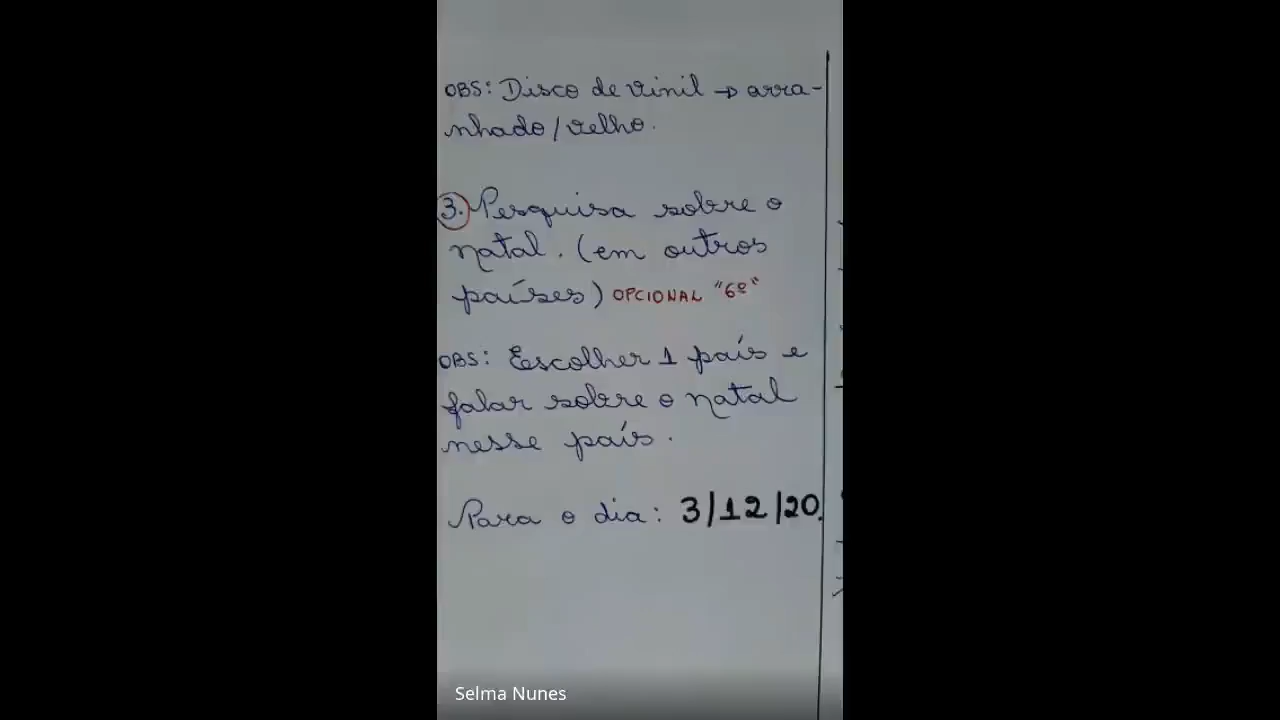 OBS: Disco de vinil → arra-
nhado/velho.
3. Pesquisa sobre o
natal. (em outros
países) OPCIONAL "6º"
OBS: Escolher 1 país e
falar sobre o natal
nesse país.
Para o dia: 3/12/20.
Selma Nunes